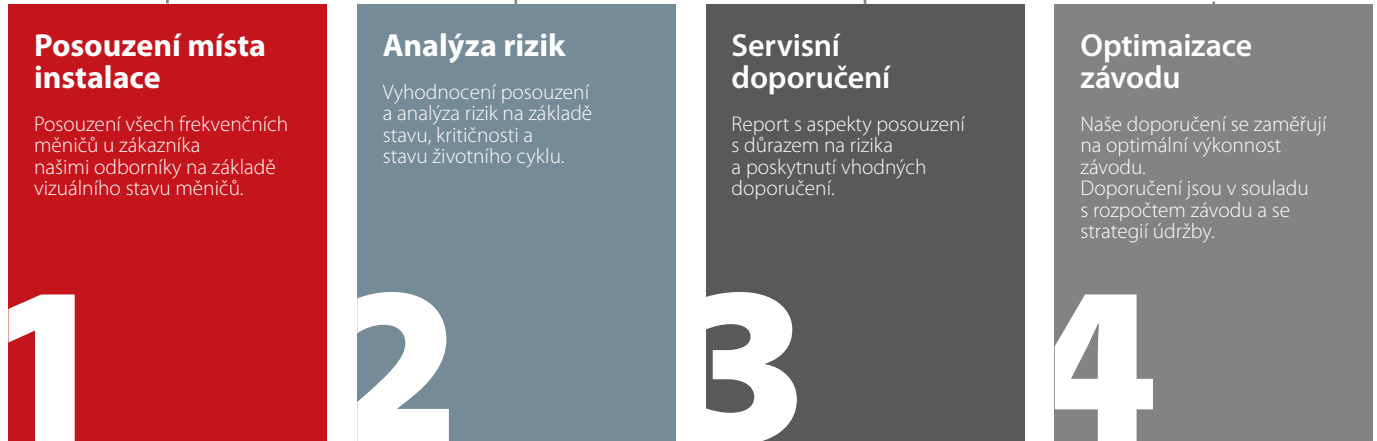 Posouzení místa
instalace
Posouzení všech frekvenčních
měničů u zákazníka
našimi odborníky na základě
vizuálního stavu měničů.
1
Analýza rizik
Vyhodnocení posouzení
a analýza rizik na základě
stavu, kritičnosti a
stavu životního cyklu.
2
Servisní
doporučení
Report s aspekty posouzení
s důrazem na rizika
a poskytnutí vhodných
doporučení.
3
Optimaizace
závodu
Naše doporučení se zaměřují
na optimální výkonnost
závodu.
Doporučení jsou v souladu
s rozpočtem závodu a se
strategií údržby.
4